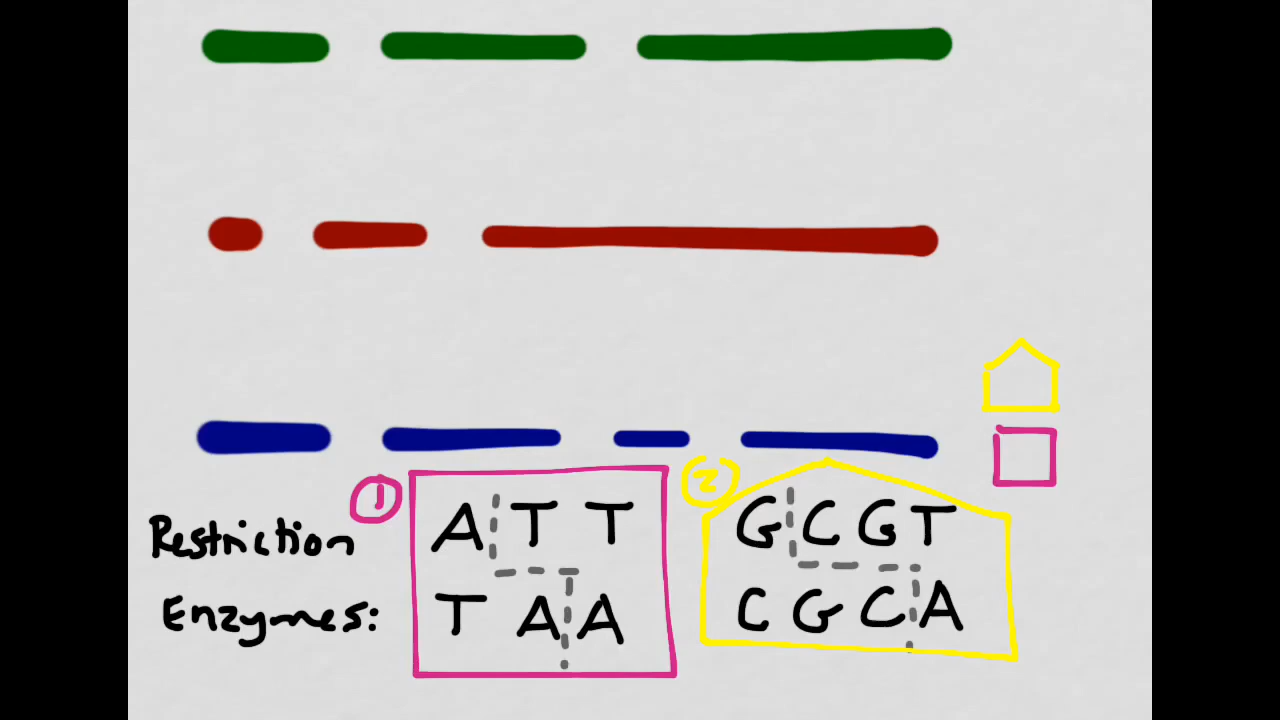 ① ②
Restriction A T T G C G T
Enzymes: T A A C G C A